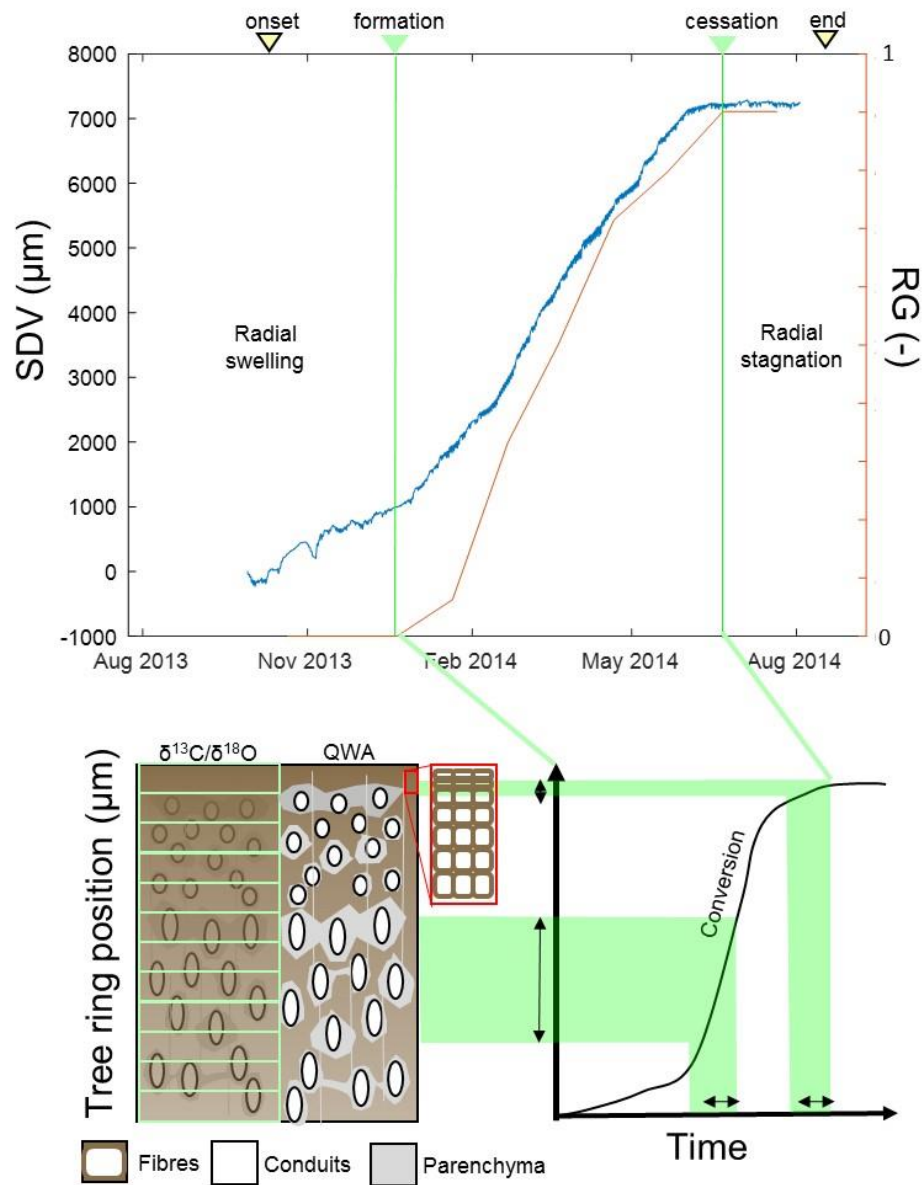 onset
formation
cessation
end
8000
7000
6000
5000
4000
3000
2000
1000
0
-1000
SDV (µm)
Radial
swelling
Radial
stagnation
1
0
RG (-)
Aug 2013
Nov 2013
Feb 2014
May 2014
Aug 2014
δ¹³C/δ¹⁸O
QWA
Tree ring position (µm)
Conversion
Time
Fibres
Conduits
Parenchyma